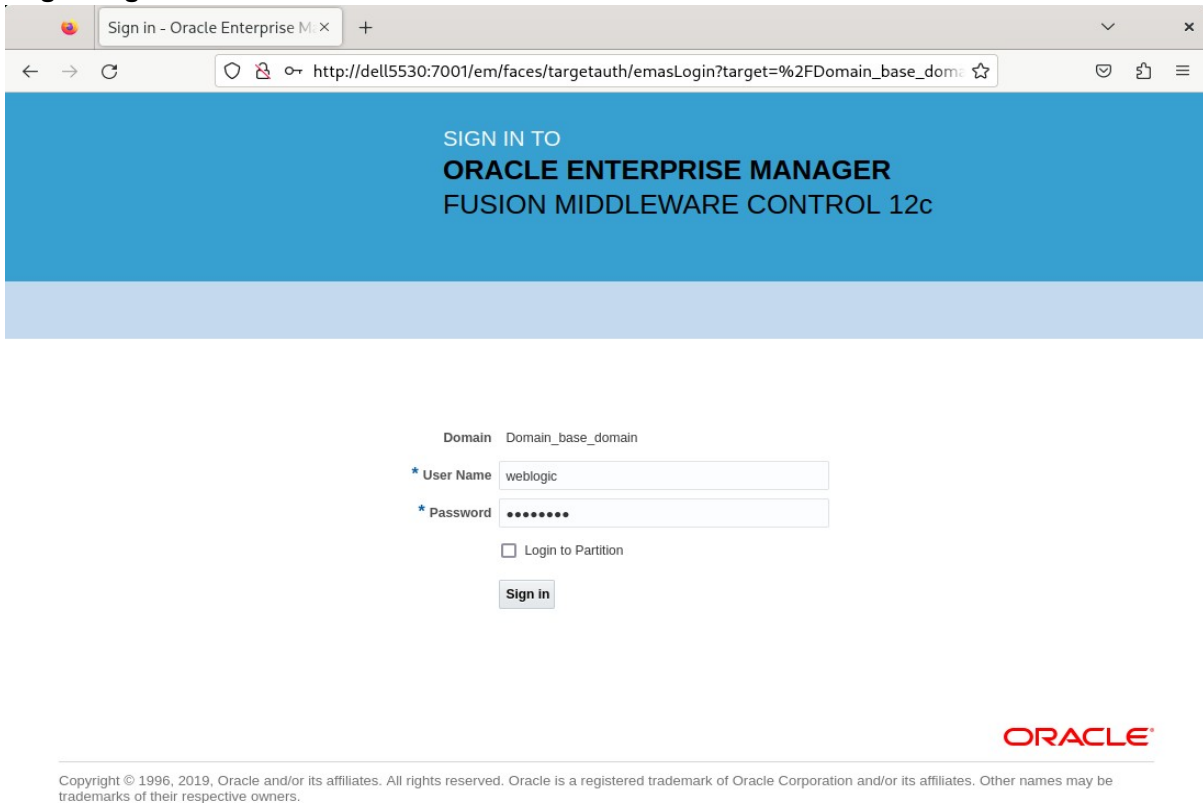 Sign in - Oracle Enterprise M
http://dell5530:7001/em/faces/targetauth/emasLogin?target=%2FDomain_base_doma
SIGN IN TO
ORACLE ENTERPRISE MANAGER
FUSION MIDDLEWARE CONTROL 12c
Domain Domain_base_domain
* User Name weblogic
* Password ••••••••
Login to Partition
Sign in
ORACLE
Copyright © 1996, 2019, Oracle and/or its affiliates. All rights reserved. Oracle is a registered trademark of Oracle Corporation and/or its affiliates. Other names may be
trademarks of their respective owners.